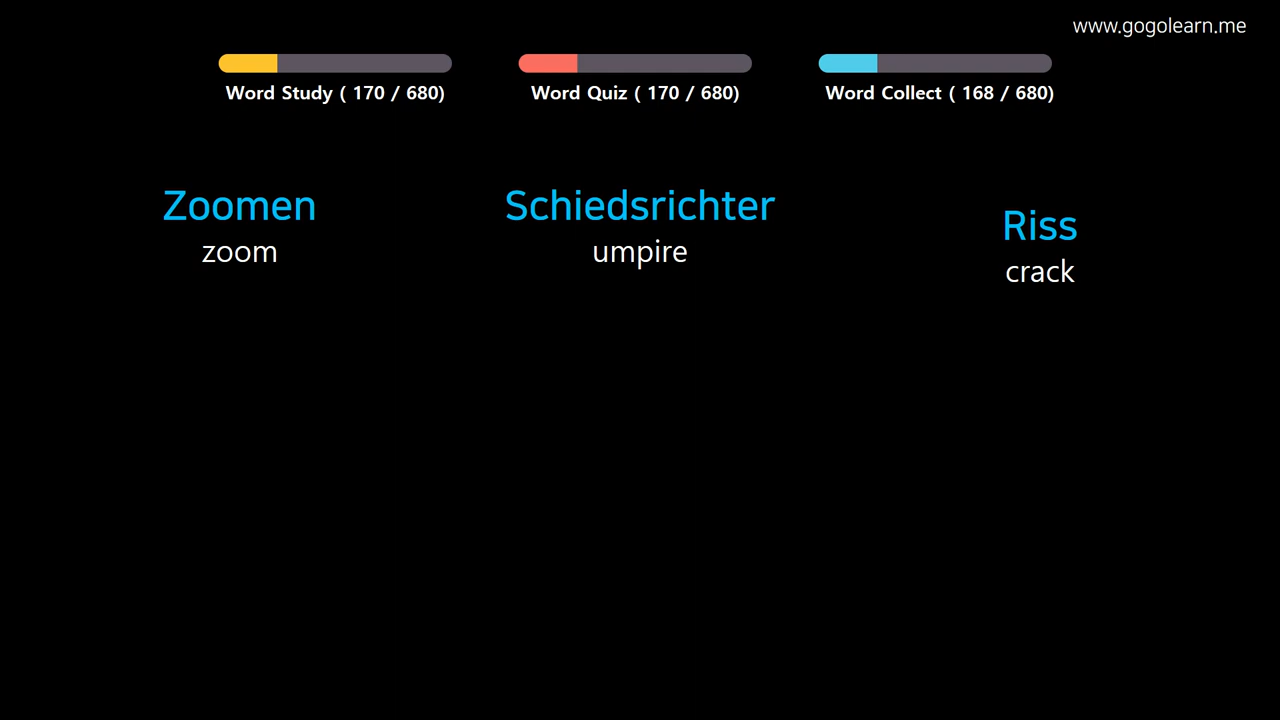 www.gogolearn.me
Word Study ( 170 / 680)
Word Quiz ( 170 / 680)
Word Collect ( 168 / 680)
Zoomen
zoom
Schiedsrichter
umpire
Riss
crack